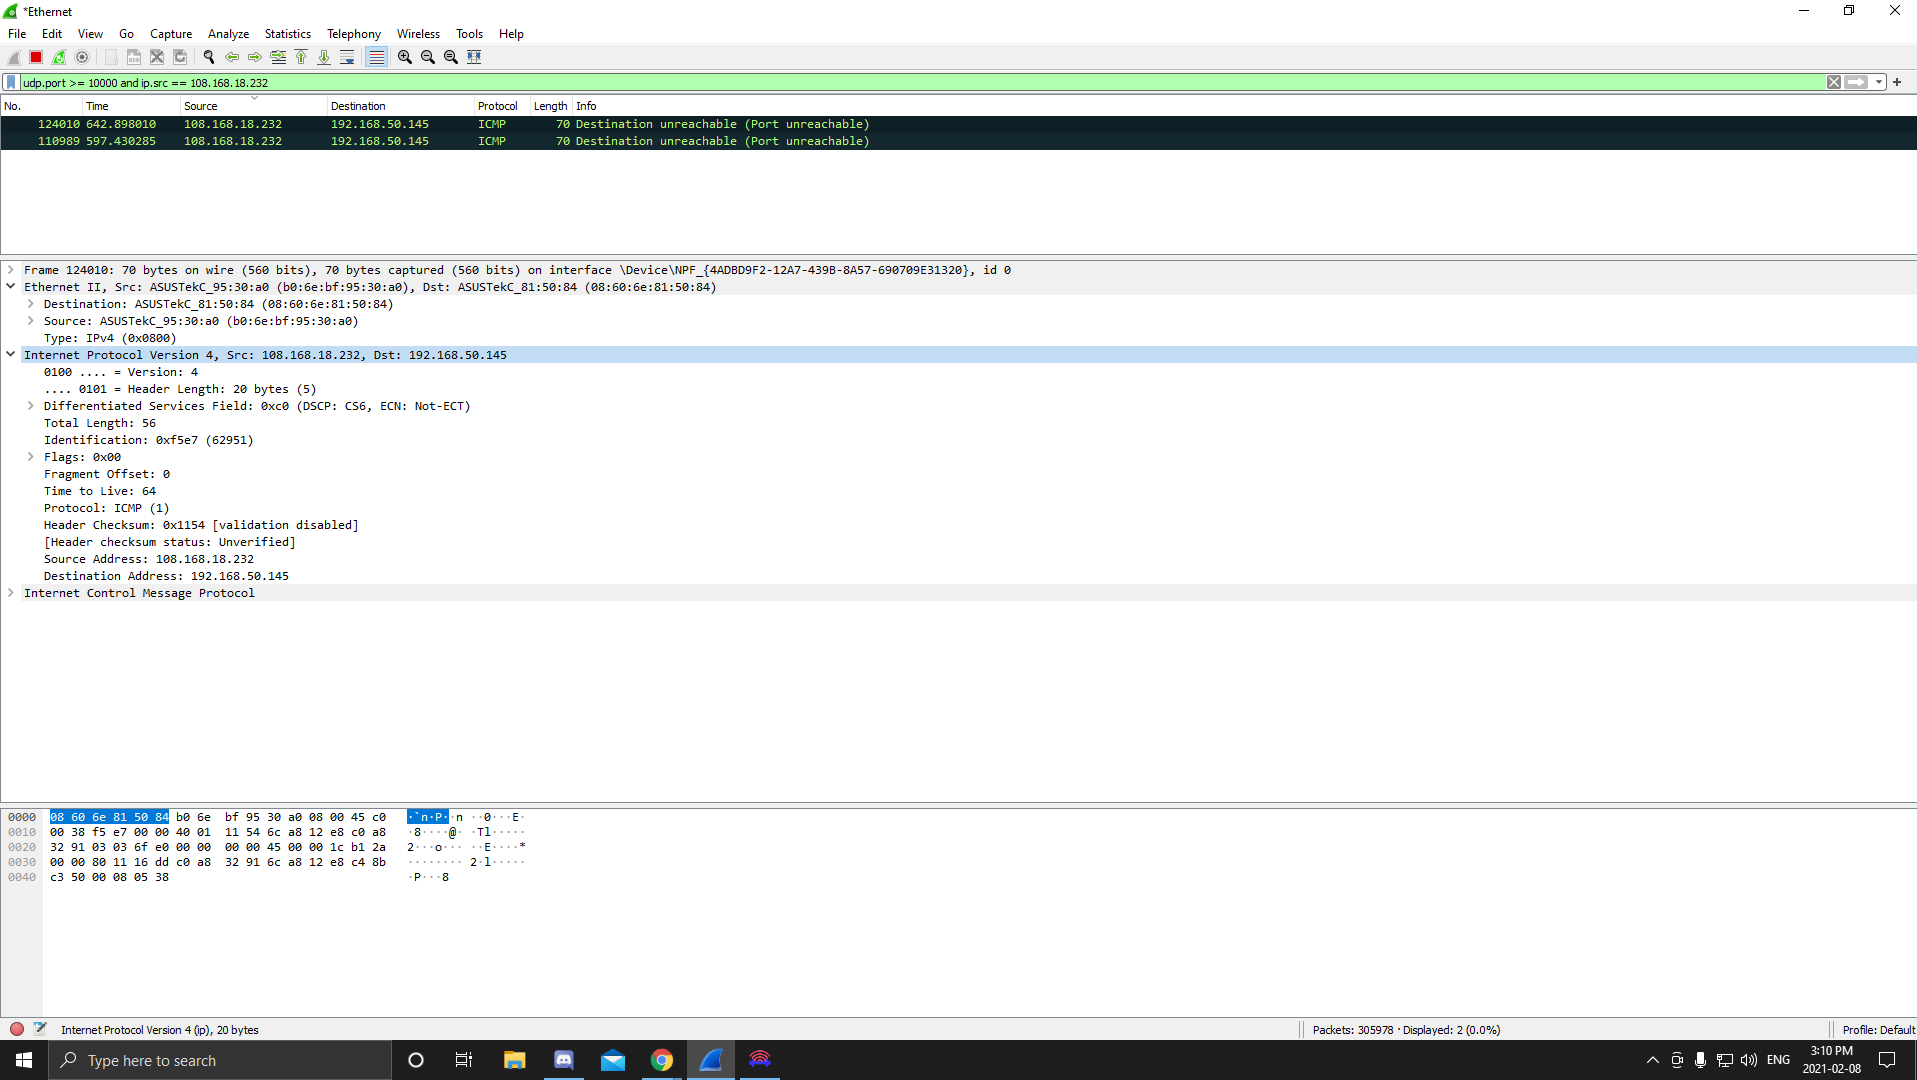 *Ethernet
File Edit View Go Capture Analyze Statistics Telephony Wireless Tools Help
udp.port >= 10000 and ip.src == 108.168.18.232
No. Time Source Destination Protocol Length Info
124010 642.898010 108.168.18.232 192.168.50.145 ICMP 70 Destination unreachable (Port unreachable)
110989 597.430285 108.168.18.232 192.168.50.145 ICMP 70 Destination unreachable (Port unreachable)
Frame 124010: 70 bytes on wire (560 bits), 70 bytes captured (560 bits) on interface \Device\NPF_{4ADBD9F2-12A7-439B-8A57-690709E31320}, id 0
Ethernet II, Src: ASUSTekC_95:30:a0 (b0:6e:bf:95:30:a0), Dst: ASUSTekC_81:50:84 (08:60:6e:81:50:84)
Destination: ASUSTekC_81:50:84 (08:60:6e:81:50:84)
Source: ASUSTekC_95:30:a0 (b0:6e:bf:95:30:a0)
Type: IPv4 (0x0800)
Internet Protocol Version 4, Src: 108.168.18.232, Dst: 192.168.50.145
0100 .... = Version: 4
.... 0101 = Header Length: 20 bytes (5)
Differentiated Services Field: 0xc0 (DSCP: CS6, ECN: Not-ECT)
Total Length: 56
Identification: 0xf5e7 (62951)
Flags: 0x00
Fragment Offset: 0
Time to Live: 64
Protocol: ICMP (1)
Header Checksum: 0x1154 [validation disabled]
[Header checksum status: Unverified]
Source Address: 108.168.18.232
Destination Address: 192.168.50.145
Internet Control Message Protocol
0000 08 60 6e 81 50 84 b0 6e bf 95 30 a0 08 00 45 c0 ·`n·P··n ··0···E·
0010 00 38 f5 e7 00 00 40 01 11 54 6c a8 12 e8 c0 a8 ·8····@· ·Tl·····
0020 32 91 03 03 6f e0 00 00 00 00 45 00 00 1c b1 2a 2···o··· ··E····*
0030 00 00 80 11 16 dd c0 a8 32 91 6c a8 12 e8 c4 8b ········ 2·l·····
0040 c3 50 00 08 05 38 ·P···8
Internet Protocol Version 4 (ip), 20 bytes
Packets: 305978 · Displayed: 2 (0.0%)
Profile: Default
Type here to search
ENG
3:10 PM
2021-02-08